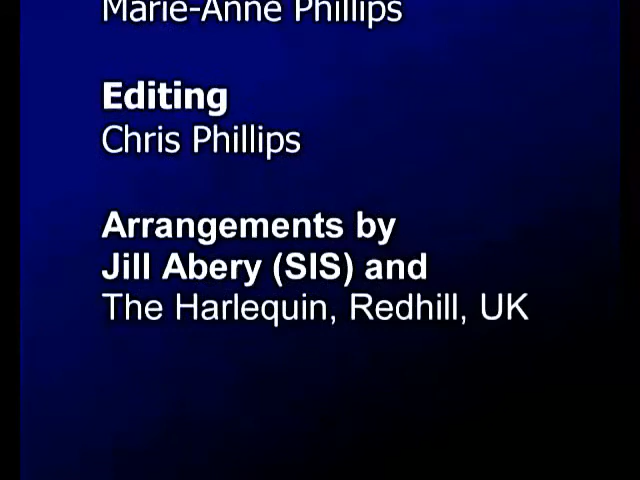 Marie-Anne Phillips
Editing
Chris Phillips
Arrangements by
Jill Abery (SIS) and
The Harlequin, Redhill, UK